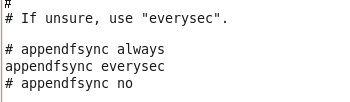 #
# If unsure, use "everysec".
# appendfsync always
appendfsync everysec
# appendfsync no